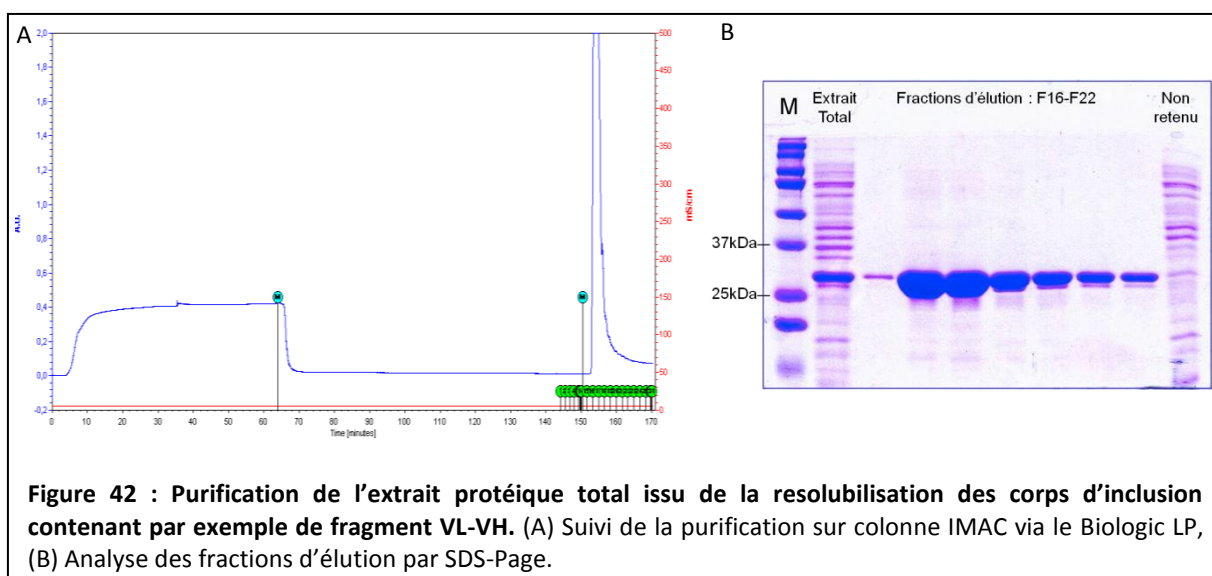 A
B
2,0
1,8
1,6
1,4
1,2
1,0
0,8
0,6
0,4
0,2
0,0
-0,2
A.U.
500
450
400
350
300
250
200
150
100
50
0
mS/cm
0 10 20 30 40 50 60 70 80 90 100 110 120 130 140 150 160 170
Time [minutes]
M Extrait Total Fractions d'élution : F16-F22 Non retenu
37kDa
25kDa
Figure 42 : Purification de l'extrait protéique total issu de la resolubilisation des corps d'inclusion
contenant par exemple de fragment VL-VH. (A) Suivi de la purification sur colonne IMAC via le Biologic LP,
(B) Analyse des fractions d'élution par SDS-Page.